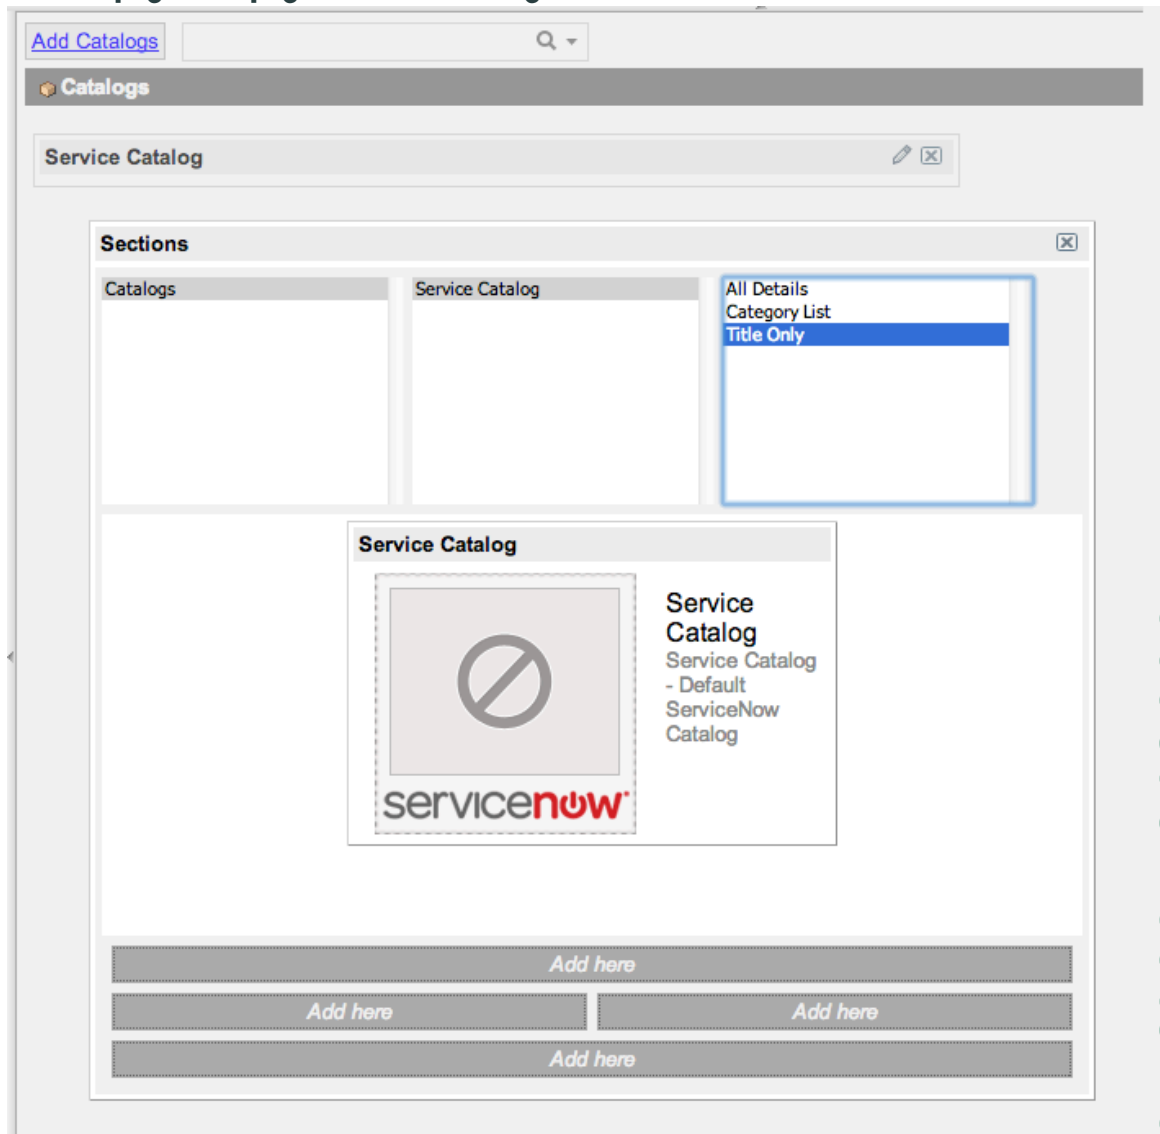 Add Catalogs
Catalogs
Service Catalog
Sections
Catalogs
Service Catalog
All Details
Category List
Title Only
Service Catalog
Service
Catalog
Service Catalog
- Default
ServiceNow
Catalog
servicenow
Add here
Add here
Add here
Add here